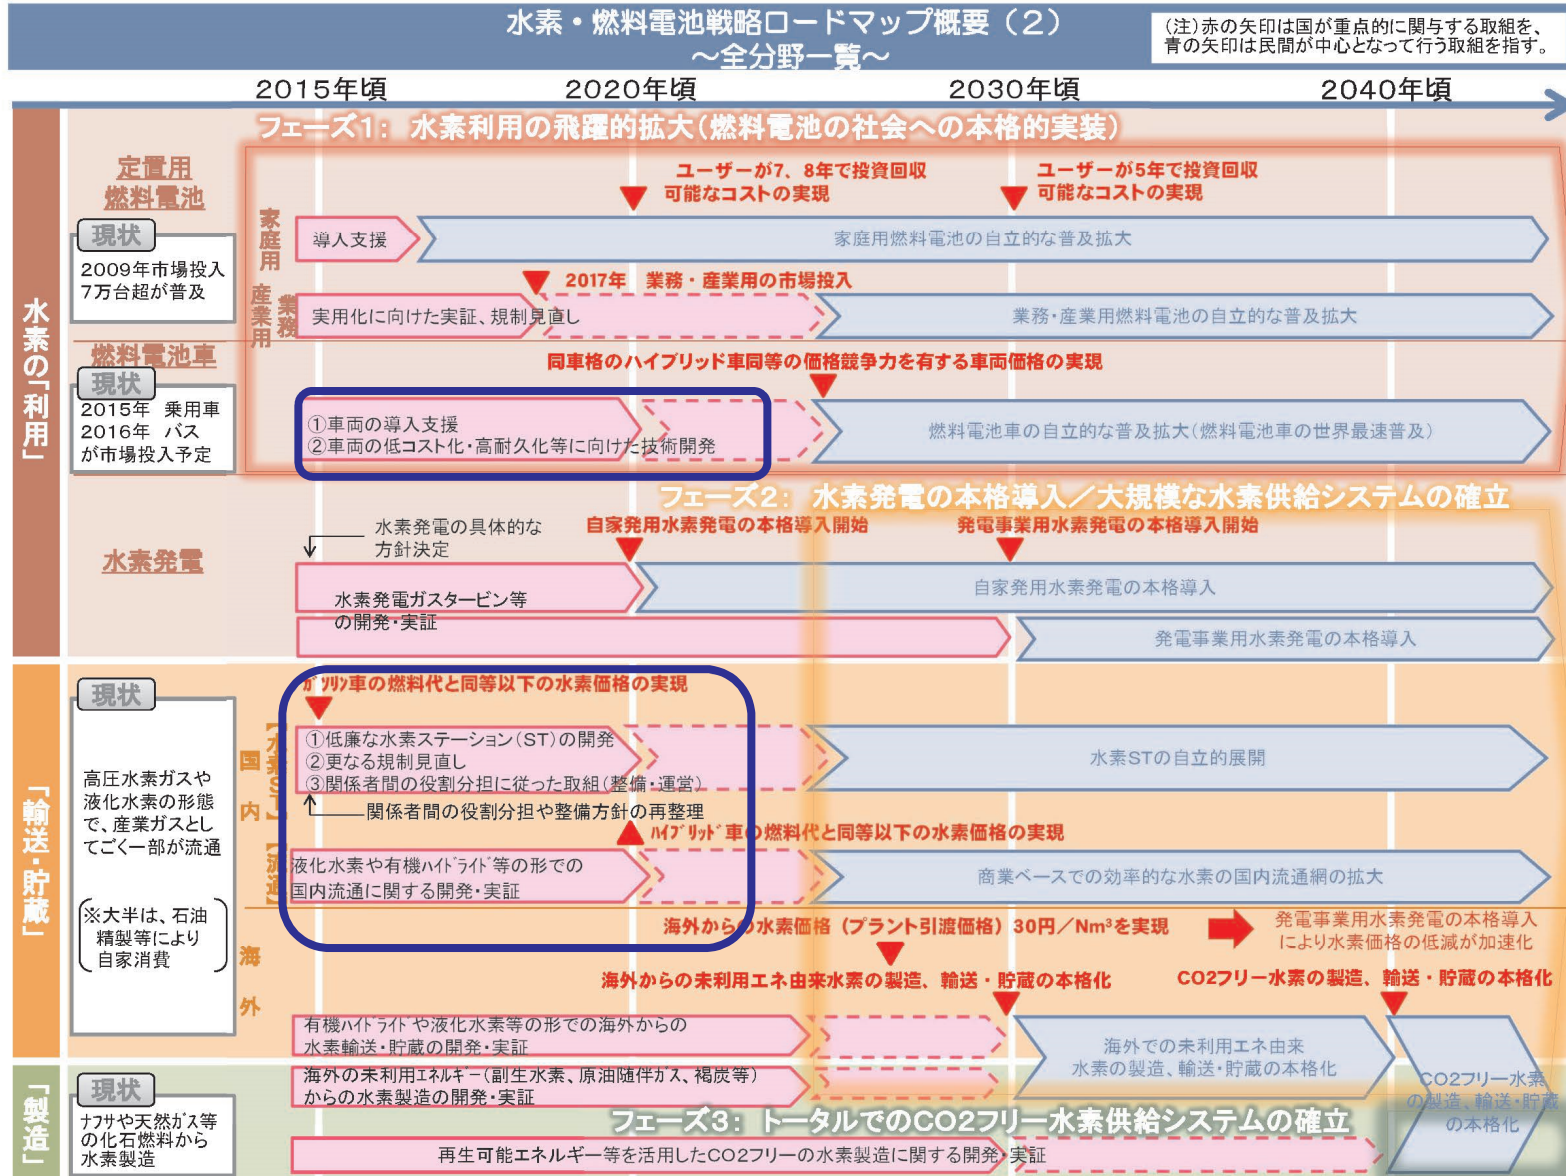 水素・燃料電池戦略ロードマップ概要（2）
～全分野一覧～
（注）赤の矢印は国が重点的に関与する取組を、
青の矢印は民間が中心となって行う取組を指す。
2015年頃
2020年頃
2030年頃
2040年頃
フェーズ1： 水素利用の飛躍的拡大（燃料電池の社会への本格的実装）
水素の「利用」
定置用
燃料電池
現状
2009年市場投入
7万台超が普及
家庭用
ユーザーが7、8年で投資回収
可能なコストの実現
ユーザーが5年で投資回収
可能なコストの実現
導入支援
家庭用燃料電池の自立的な普及拡大
業務
産業用
2017年 業務・産業用の市場投入
実用化に向けた実証、規制見直し
業務・産業用燃料電池の自立的な普及拡大
燃料電池車
現状
2015年 乗用車
2016年 バス
が市場投入予定
同車格のハイブリッド車同等の価格競争力を有する車両価格の実現
①車両の導入支援
②車両の低コスト化・高耐久化等に向けた技術開発
燃料電池車の自立的な普及拡大（燃料電池車の世界最速普及）
フェーズ2： 水素発電の本格導入／大規模な水素供給システムの確立
水素発電
水素発電の具体的な
方針決定
自家発用水素発電の本格導入開始
発電事業用水素発電の本格導入開始
水素発電ガスタービン等
の開発・実証
自家発用水素発電の本格導入
発電事業用水素発電の本格導入
「輸送・貯蔵」
現状
高圧水素ガスや
液化水素の形態
で、産業ガスとし
てごく一部が流通
※大半は、石油
精製等により
自家消費
国内
【水素ST】
ｶﾞｿﾘﾝ車の燃料代と同等以下の水素価格の実現
①低廉な水素ステーション（ST）の開発
②更なる規制見直し
③関係者間の役割分担に従った取組（整備・運営）
水素STの自立的展開
関係者間の役割分担や整備方針の再整理
ﾊｲﾌﾞﾘｯﾄﾞ車の燃料代と同等以下の水素価格の実現
【流通】
液化水素や有機ﾊｲﾄﾞﾗｲﾄﾞ等の形での
国内流通に関する開発・実証
商業ベースでの効率的な水素の国内流通網の拡大
海外
海外からの水素価格（プラント引渡価格）30円／Nm³を実現
発電事業用水素発電の本格導入
により水素価格の低減が加速化
海外からの未利用エネ由来水素の製造、輸送・貯蔵の本格化
CO2フリー水素の製造、輸送・貯蔵の本格化
有機ﾊｲﾄﾞﾗｲﾄﾞや液化水素等の形での海外からの
水素輸送・貯蔵の開発・実証
海外での未利用エネ由来
水素の製造、輸送・貯蔵の本格化
「製造」
現状
ﾅﾌｻや天然ｶﾞｽ等
の化石燃料から
水素製造
海外の未利用ｴﾈﾙｷﾞｰ（副生水素、原油随伴ｶﾞｽ、褐炭等）
からの水素製造の開発・実証
CO2フリー水素
の製造、輸送・貯蔵
の本格化
フェーズ3： トータルでのCO2フリー水素供給システムの確立
再生可能エネルギー等を活用したCO2フリーの水素製造に関する開発・実証